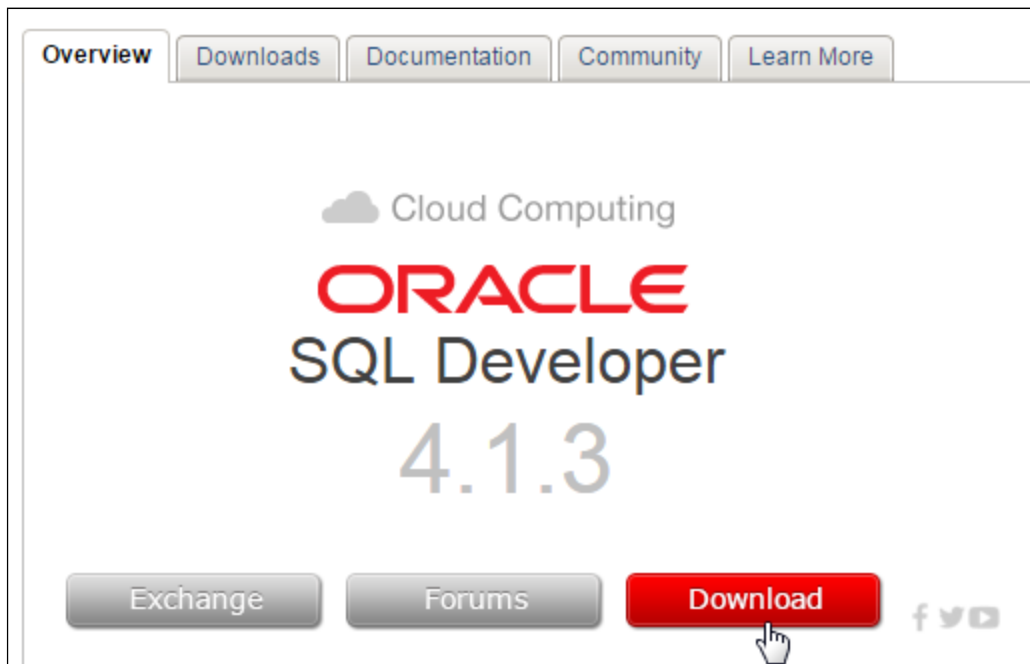 Overview Downloads Documentation Community Learn More
Cloud Computing
ORACLE
SQL Developer
4.1.3
Exchange Forums Download